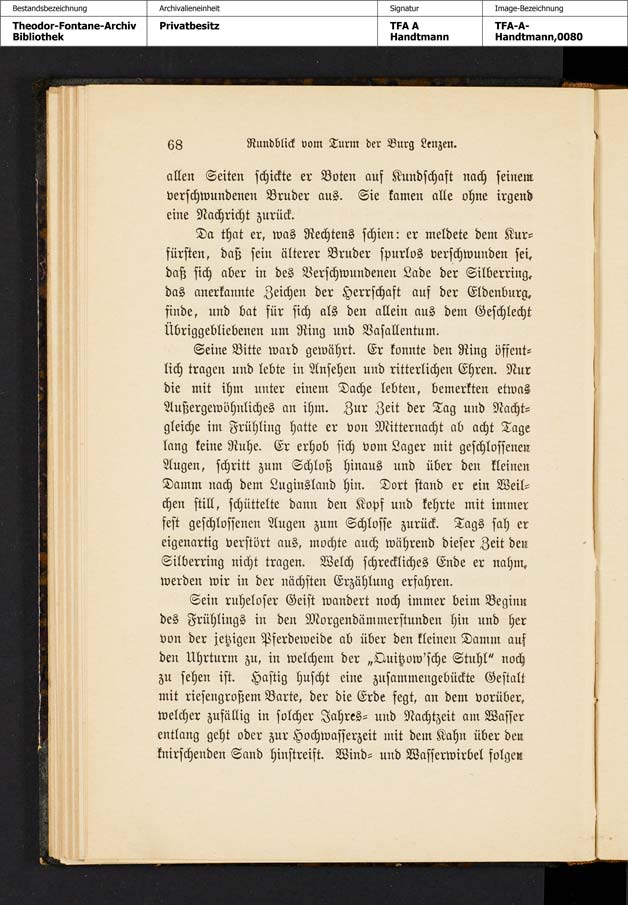 Bestandsbezeichnung Archivalieneinheit Signatur Image-Bezeichnung
Theodor-Fontane-Archiv Privatbesitz TFA A TFA-A-
Bibliothek Handtmann Handtmann,0080
68 Rundblick vom Turm der Burg Lenzen.
allen Seiten schickte er Boten auf Kundschaft nach seinem
verschwundenen Bruder aus. Sie kamen alle ohne irgend
eine Nachricht zurück.
Da that er, was Rechtens schien: er meldete dem Kur-
fürsten, daß sein älterer Bruder spurlos verschwunden sei,
daß sich aber in des Verschwundenen Lade der Silberring,
das anerkannte Zeichen der Herrschaft auf der Eldenburg,
finde, und bat für sich als den allein aus dem Geschlecht
Übriggebliebenen um Ring und Vasallentum.
Seine Bitte ward gewährt. Er konnte den Ring öffent-
lich tragen und lebte in Ansehen und ritterlichen Ehren. Nur
die mit ihm unter einem Dache lebten, bemerkten etwas
Außergewöhnliches an ihm. Zur Zeit der Tag und Nacht-
gleiche im Frühling hatte er von Mitternacht ab acht Tage
lang keine Ruhe. Er erhob sich vom Lager mit geschlossenen
Augen, schritt zum Schloß hinaus und über den kleinen
Damm nach dem Luginsland hin. Dort stand er ein Weil-
chen still, schüttelte dann den Kopf und kehrte mit immer
fest geschlossenen Augen zum Schlosse zurück. Tags sah er
eigenartig verstört aus, mochte auch während dieser Zeit den
Silberring nicht tragen. Welch schreckliches Ende er nahm,
werden wir in der nächsten Erzählung erfahren.
Sein ruheloser Geist wandert noch immer beim Beginn
des Frühlings in den Morgendämmerstunden hin und her
von der jetzigen Pferdeweide ab über den kleinen Damm auf
den Uhrturm zu, in welchem der „Quitzow'sche Stuhl“ noch
zu sehen ist. Hastig huscht eine zusammengebückte Gestalt
mit riesengroßem Barte, der die Erde fegt, an dem vorüber,
welcher zufällig in solcher Jahres- und Nachtzeit am Wasser
entlang geht oder zur Hochwasserzeit mit dem Kahn über den
knirschenden Sand hinstreift. Wind- und Wasserwirbel folgen